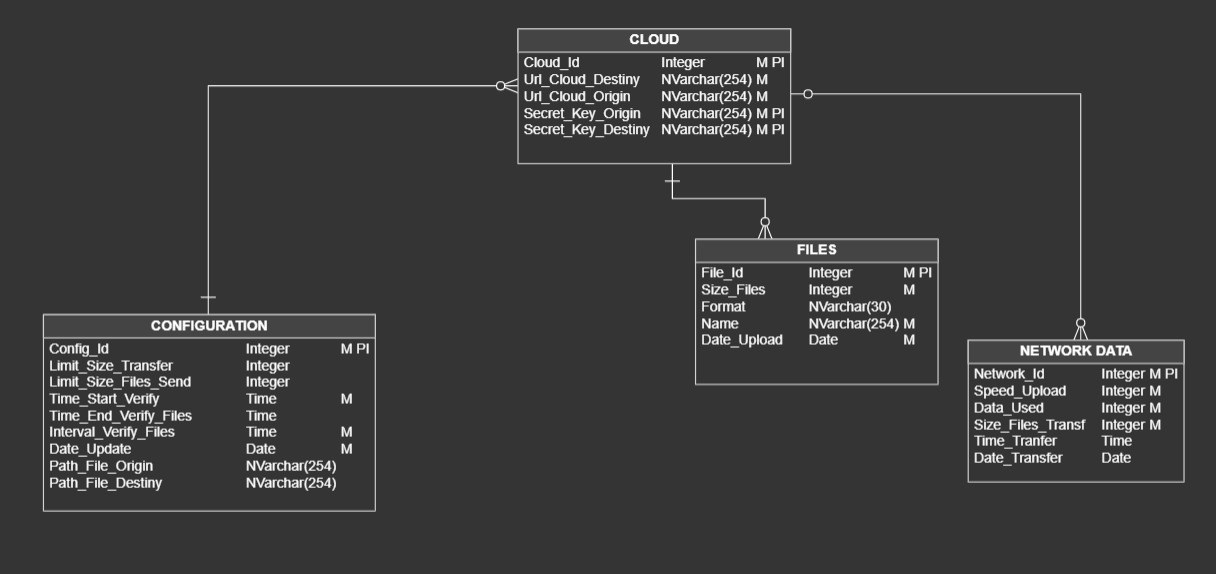 CLOUD
Cloud_Id Integer M PI
Url_Cloud_Destiny NVarchar(254) M
Url_Cloud_Origin NVarchar(254) M
Secret_Key_Origin NVarchar(254) M PI
Secret_Key_Destiny NVarchar(254) M PI
FILES
File_Id Integer M PI
Size_Files Integer M
Format NVarchar(30)
Name NVarchar(254) M
Date_Upload Date M
CONFIGURATION
Config_Id Integer M PI
Limit_Size_Transfer Integer
Limit_Size_Files_Send Integer
Time_Start_Verify Time M
Time_End_Verify_Files Time
Interval_Verify_Files Time M
Date_Update Date M
Path_File_Origin NVarchar(254)
Path_File_Destiny NVarchar(254)
NETWORK DATA
Network_Id Integer M PI
Speed_Upload Integer M
Data_Used Integer M
Size_Files_Transf Integer M
Time_Tranfer Time
Date_Transfer Date